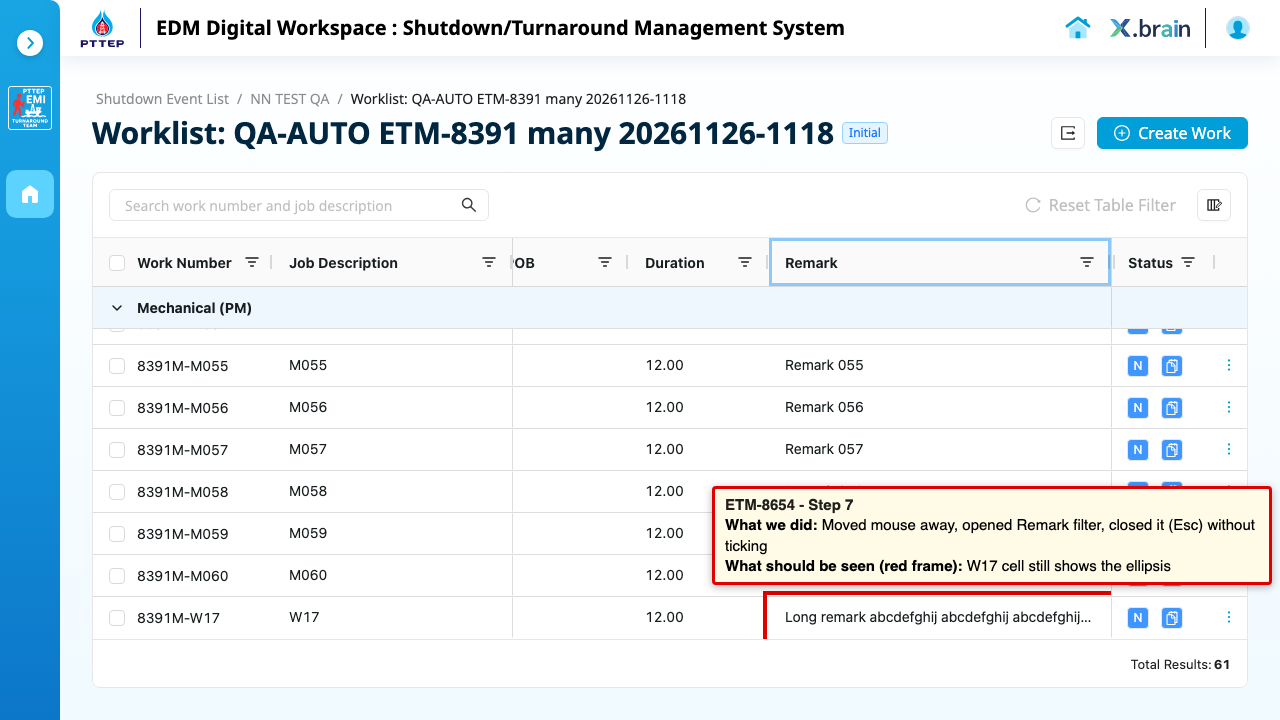 PTTEP
EDM Digital Workspace : Shutdown/Turnaround Management System
X.brain
PTTEP
EMI
TURNAROUND
TEAM
Shutdown Event List / NN TEST QA / Worklist: QA-AUTO ETM-8391 many 20261126-1118
Worklist: QA-AUTO ETM-8391 many 20261126-1118
Initial
Create Work
Search work number and job description
Reset Table Filter
Work Number Job Description OB Duration Remark Status
Mechanical (PM)
8391M-M055 M055 12.00 Remark 055 N
8391M-M056 M056 12.00 Remark 056 N
8391M-M057 M057 12.00 Remark 057 N
8391M-M058 M058 12.00
8391M-M059 M059 12.00
8391M-M060 M060 12.00
ETM-8654 - Step 7
What we did: Moved mouse away, opened Remark filter, closed it (Esc) without
ticking
What should be seen (red frame): W17 cell still shows the ellipsis
8391M-W17 W17 12.00 Long remark abcdefghij abcdefghij abcdefghij... N
Total Results: 61